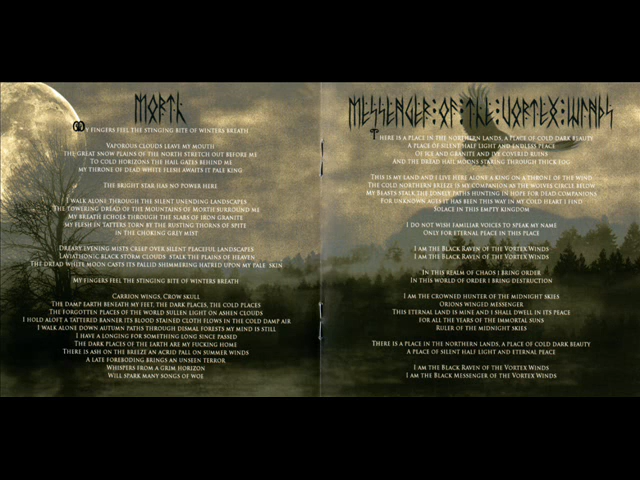 MORTH
My fingers feel the stinging bite of winters breath
Vaporous clouds leave my mouth
The great snow plains of the north stretch out before me
To cold horizons the hail gates behind me
My throne of dead white flesh awaits it pale king
The bright star has no power here
I walk alone through the silent unending landscapes
The towering dread of the Mountains of Morth surround me
My breath echols through the slabs of iron granite
My flesh in tatters torn by the rusting thorns of spite
In the choking grey mist
Dreary evening mists creep over silent peaceful landscapes
Laviathonic black storm clouds stalk the plains of heaven
The dread white moon casts its pallid shimmering hatred upon my pale skin
My fingers feel the stinging bite of winters breath
Carrion wings, Crow skull
The damp earth beneath my feet, the dark places, the cold places
The forgotten places of the world sullen light on ashen clouds
I hold aloft a tattered banner its blood stained cloth flows in the cold damp air
I walk alone down autumn paths through dismal forests my mind is still
I have a longing for something long since passed
The dark places of the earth are my fucking home
There is ash on the breeze an acrid pall on summer winds
A late foreboding brings an unseen terror
Whispers from a grim horizon
Will spark many songs of woe
MESSENGER:OF:THE:VORTEX:WINDS
There is a place in the northern lands, a place of cold dark beauty
A place of silent half light and endless peace
Of ice and granite and ivy covered ruins
And the dread hail moons staring through thick fog
This is my land and I live here alone a king on a throne of the wind
The cold northern breeze is my companion as the wolves circle below
My Beasts stalk the lonely paths hunting in hope for dead companions
For unknown ages it has been this way in my cold heart I find
Solace in this empty kingdom
I do not wish familiar voices to speak my name
Only for eternal peace in this place
I am the Black Raven of the Vortex Winds
I am the Black Raven of the Vortex Winds
In this realm of chaos I bring order
In this world of order I bring destruction
I am the crowned hunter of the midnight skies
Orions winged messenger
This eternal land is mine and I shall dwell in its peace
For all the years of the immortal suns
Ruler of the midnight skies
There is a place in the northern lands, a place of cold dark beauty
A place of silent half light and eternal peace
I am the Black Raven of the Vortex Winds
I am the Black Messenger of the Vortex Winds